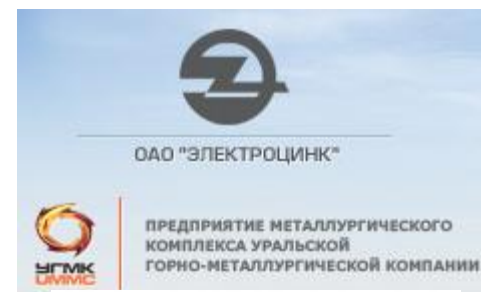 ОАО "ЭЛЕКТРОЦИНК"
ПРЕДПРИЯТИЕ МЕТАЛЛУРГИЧЕСКОГО
КОМПЛЕКСА УРАЛЬСКОЙ
ГОРНО-МЕТАЛЛУРГИЧЕСКОЙ КОМПАНИИ
УГМК
UMMC